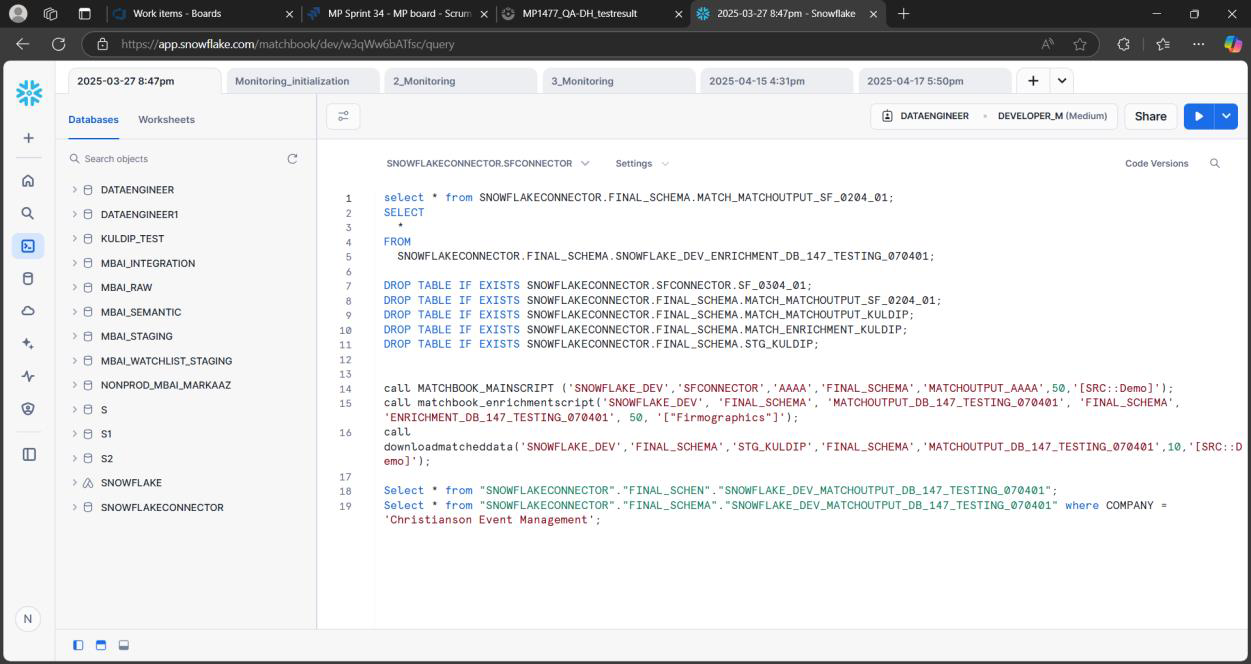 Work items - Boards
MP Sprint 34 - MP board - Scrum
MP1477_QA-DH_testresult
2025-03-27 8:47pm - Snowflake
https://app.snowflake.com/matchbook/dev/w3qWw6bATfsc/query
2025-03-27 8:47pm
Monitoring_initialization
2_Monitoring
3_Monitoring
2025-04-15 4:31pm
2025-04-17 5:50pm
Databases
Worksheets
DATAENGINEER
DEVELOPER_M (Medium)
Share
Search objects
SNOWFLAKECONNECTOR.SFCONNECTOR
Settings
Code Versions
DATAENGINEER
DATAENGINEER1
KULDIP_TEST
MBAI_INTEGRATION
MBAI_RAW
MBAI_SEMANTIC
MBAI_STAGING
MBAI_WATCHLIST_STAGING
NONPROD_MBAI_MARKAAZ
S
S1
S2
SNOWFLAKE
SNOWFLAKECONNECTOR
N
1 select * from SNOWFLAKECONNECTOR.FINAL_SCHEMA.MATCH_MATCHOUTPUT_SF_0204_01;
2 SELECT
3 *
4 FROM
5 SNOWFLAKECONNECTOR.FINAL_SCHEMA.SNOWFLAKE_DEV_ENRICHMENT_DB_147_TESTING_070401;
6
7 DROP TABLE IF EXISTS SNOWFLAKECONNECTOR.SFCONNECTOR.SF_0304_01;
8 DROP TABLE IF EXISTS SNOWFLAKECONNECTOR.FINAL_SCHEMA.MATCH_MATCHOUTPUT_SF_0204_01;
9 DROP TABLE IF EXISTS SNOWFLAKECONNECTOR.FINAL_SCHEMA.MATCH_MATCHOUTPUT_KULDIP;
10 DROP TABLE IF EXISTS SNOWFLAKECONNECTOR.FINAL_SCHEMA.MATCH_ENRICHMENT_KULDIP;
11 DROP TABLE IF EXISTS SNOWFLAKECONNECTOR.FINAL_SCHEMA.STG_KULDIP;
12
13
14 call MATCHBOOK_MAINSCRIPT ('SNOWFLAKE_DEV','SFCONNECTOR','AAAA','FINAL_SCHEMA','MATCHOUTPUT_AAAA',50,'[SRC::Demo]');
15 call matchbook_enrichmentscript('SNOWFLAKE_DEV', 'FINAL_SCHEMA', 'MATCHOUTPUT_DB_147_TESTING_070401', 'FINAL_SCHEMA',
'ENRICHMENT_DB_147_TESTING_070401', 50, '["Firmographics"]');
16 call
downloadmatcheddata('SNOWFLAKE_DEV','FINAL_SCHEMA','STG_KULDIP','FINAL_SCHEMA','MATCHOUTPUT_DB_147_TESTING_070401',10,'[SRC::D
emo]');
17
18 Select * from "SNOWFLAKECONNECTOR"."FINAL_SCHEN"."SNOWFLAKE_DEV_MATCHOUTPUT_DB_147_TESTING_070401";
19 Select * from "SNOWFLAKECONNECTOR"."FINAL_SCHEMA"."SNOWFLAKE_DEV_MATCHOUTPUT_DB_147_TESTING_070401" where COMPANY =
'Christianson Event Management';